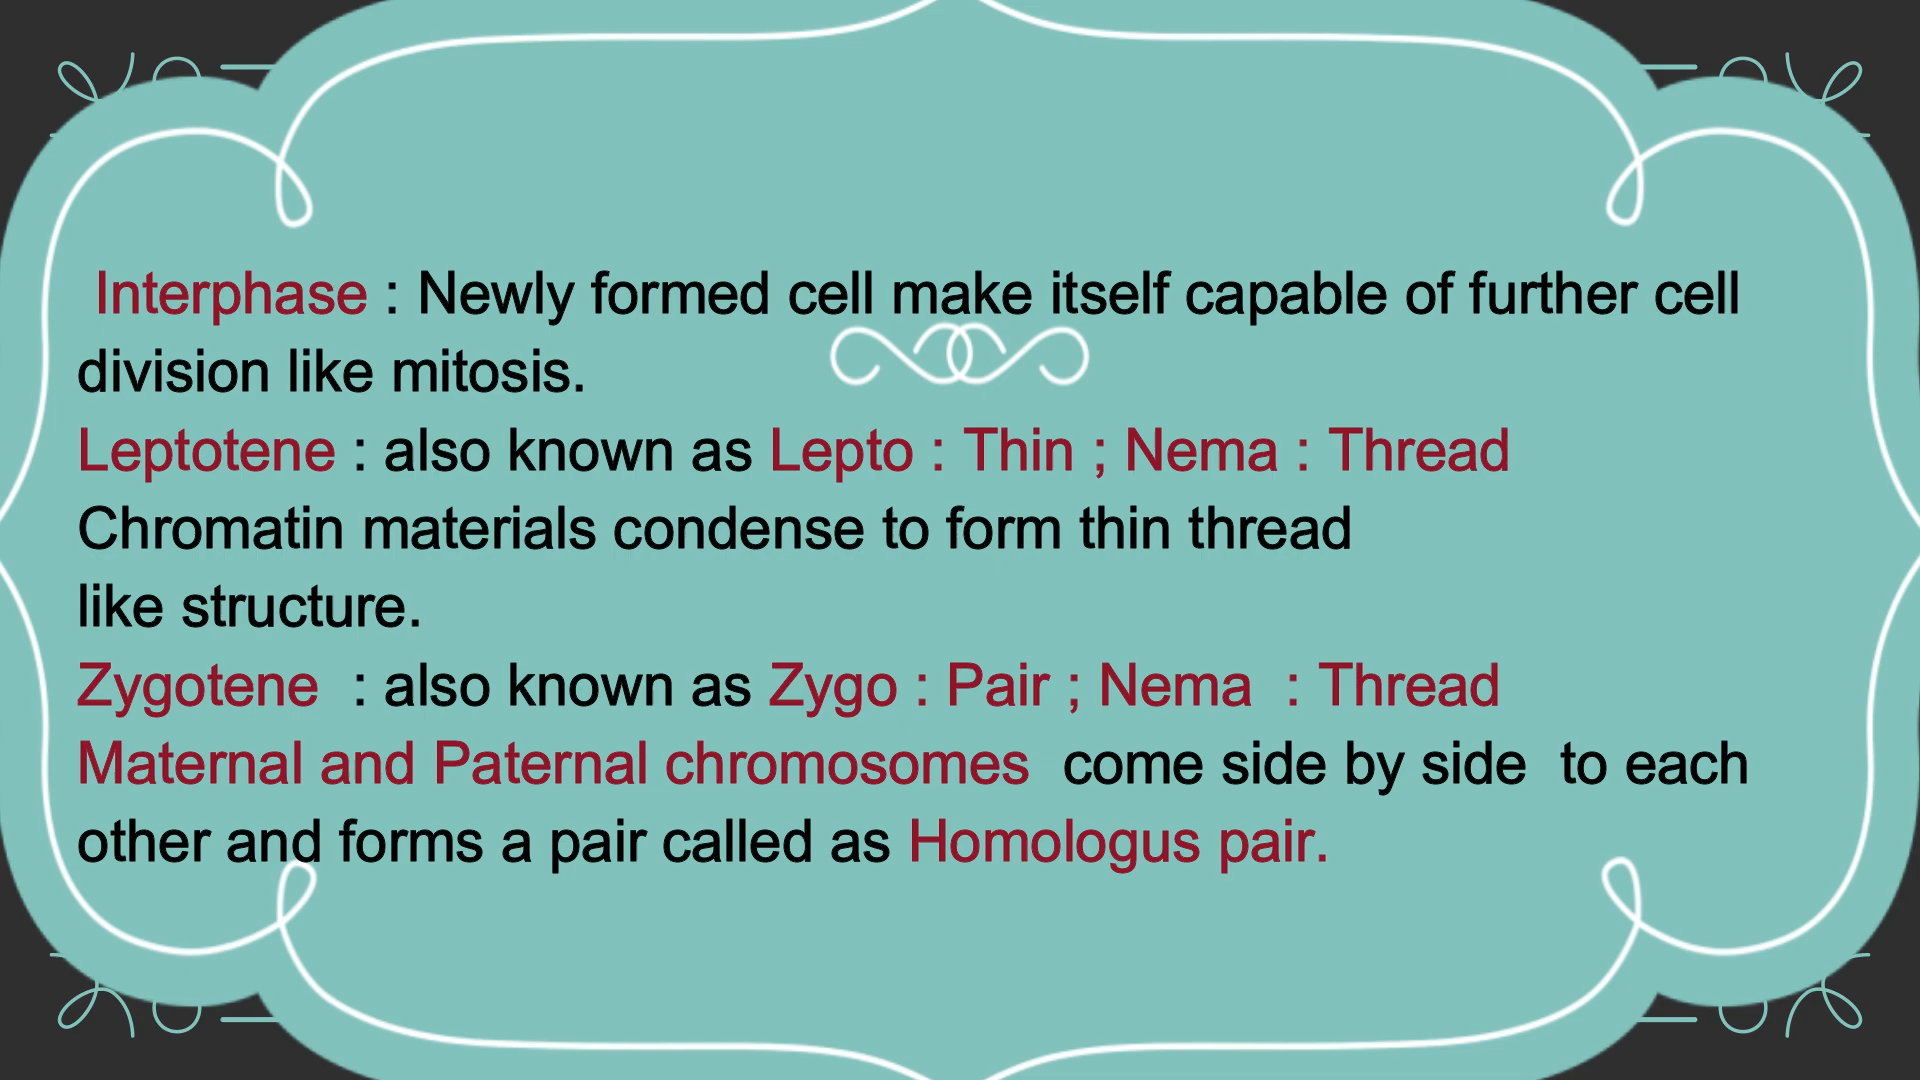 Interphase : Newly formed cell make itself capable of further cell
division like mitosis.
Leptotene : also known as Lepto : Thin ; Nema : Thread
Chromatin materials condense to form thin thread
like structure.
Zygotene : also known as Zygo : Pair ; Nema : Thread
Maternal and Paternal chromosomes come side by side to each
other and forms a pair called as Homologus pair.